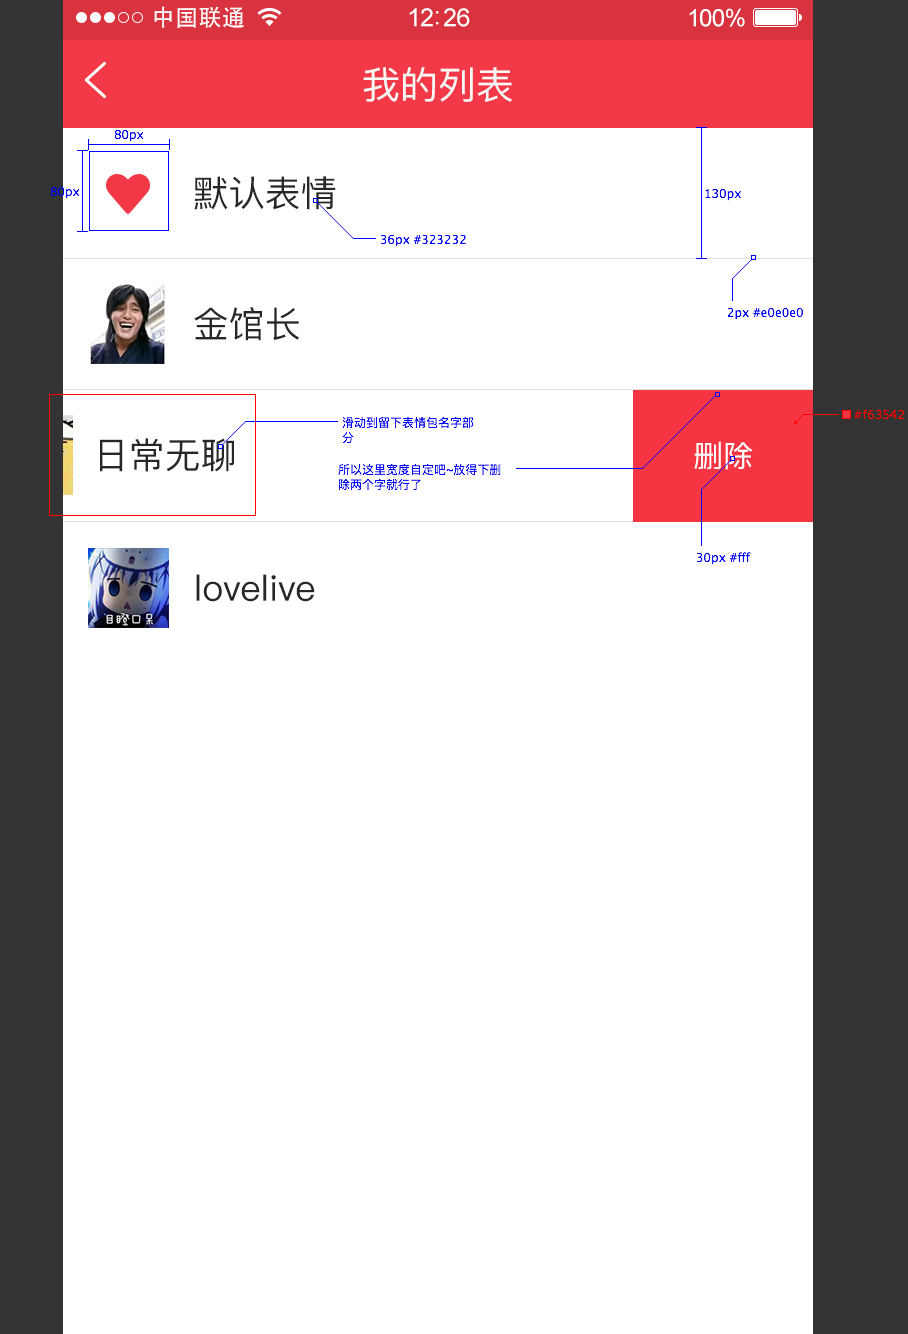 中国联通
12:26
100%
我的列表
80px
80px
默认表情
130px
36px #323232
金馆长
2px #e0e0e0
日常无聊
滑动到留下表情包名字部
分
所以这里宽度自定吧~放得下删
除两个字就行了
删除
#f63542
30px #fff
lovelive
目瞪口呆